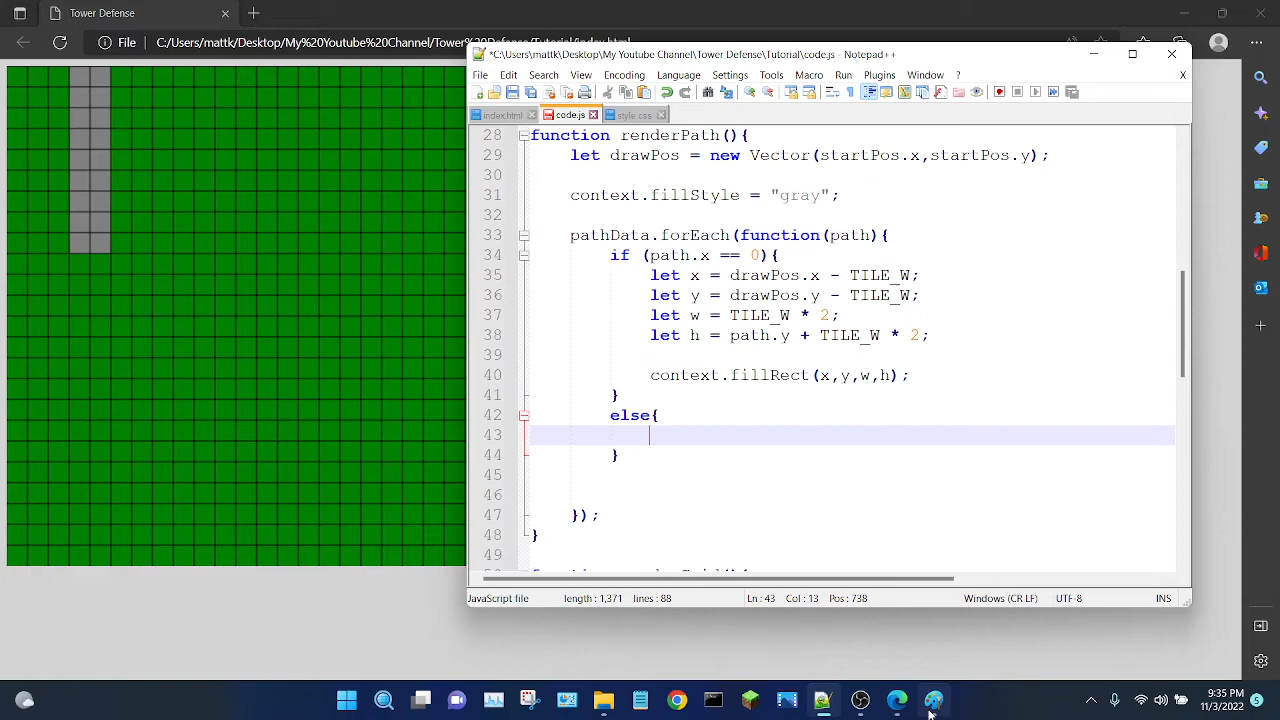 Tower Defense
File
C:/Users/mattk/Desktop/My%20Youtube%20Channel/Tower%20Defense/Tutorial/index.html
*C:\Users\mattk\Desktop\My Youtube Channel\Tower Defense\Tutorial\code.js - Notepad++
File Edit Search View Encoding Language Settings Tools Macro Run Plugins Window ? X
index.html code.js style.css
28 function renderPath(){
29 let drawPos = new Vector(startPos.x,startPos.y);
30
31 context.fillStyle = "gray";
32
33 pathData.forEach(function(path){
34 if (path.x == 0){
35 let x = drawPos.x - TILE_W;
36 let y = drawPos.y - TILE_W;
37 let w = TILE_W * 2;
38 let h = path.y + TILE_W * 2;
39
40 context.fillRect(x,y,w,h);
41 }
42 else{
43
44 }
45
46
47 });
48 }
49
JavaScript file length : 1,371 lines : 88 Ln : 43 Col : 13 Pos : 738 Windows (CR LF) UTF-8 INS
9:35 PM
11/3/2022